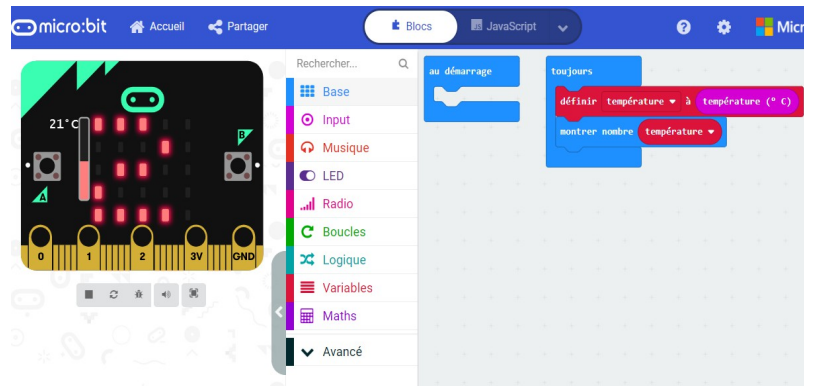 micro:bit Accueil Partager Blocs JavaScript ? Micr
21°C
B
A
0 1 2 3V GND
Rechercher...
Base
Input
Musique
LED
Radio
Boucles
Logique
Variables
Maths
Avancé
au démarrage
toujours
définir température à température (° C)
montrer nombre température